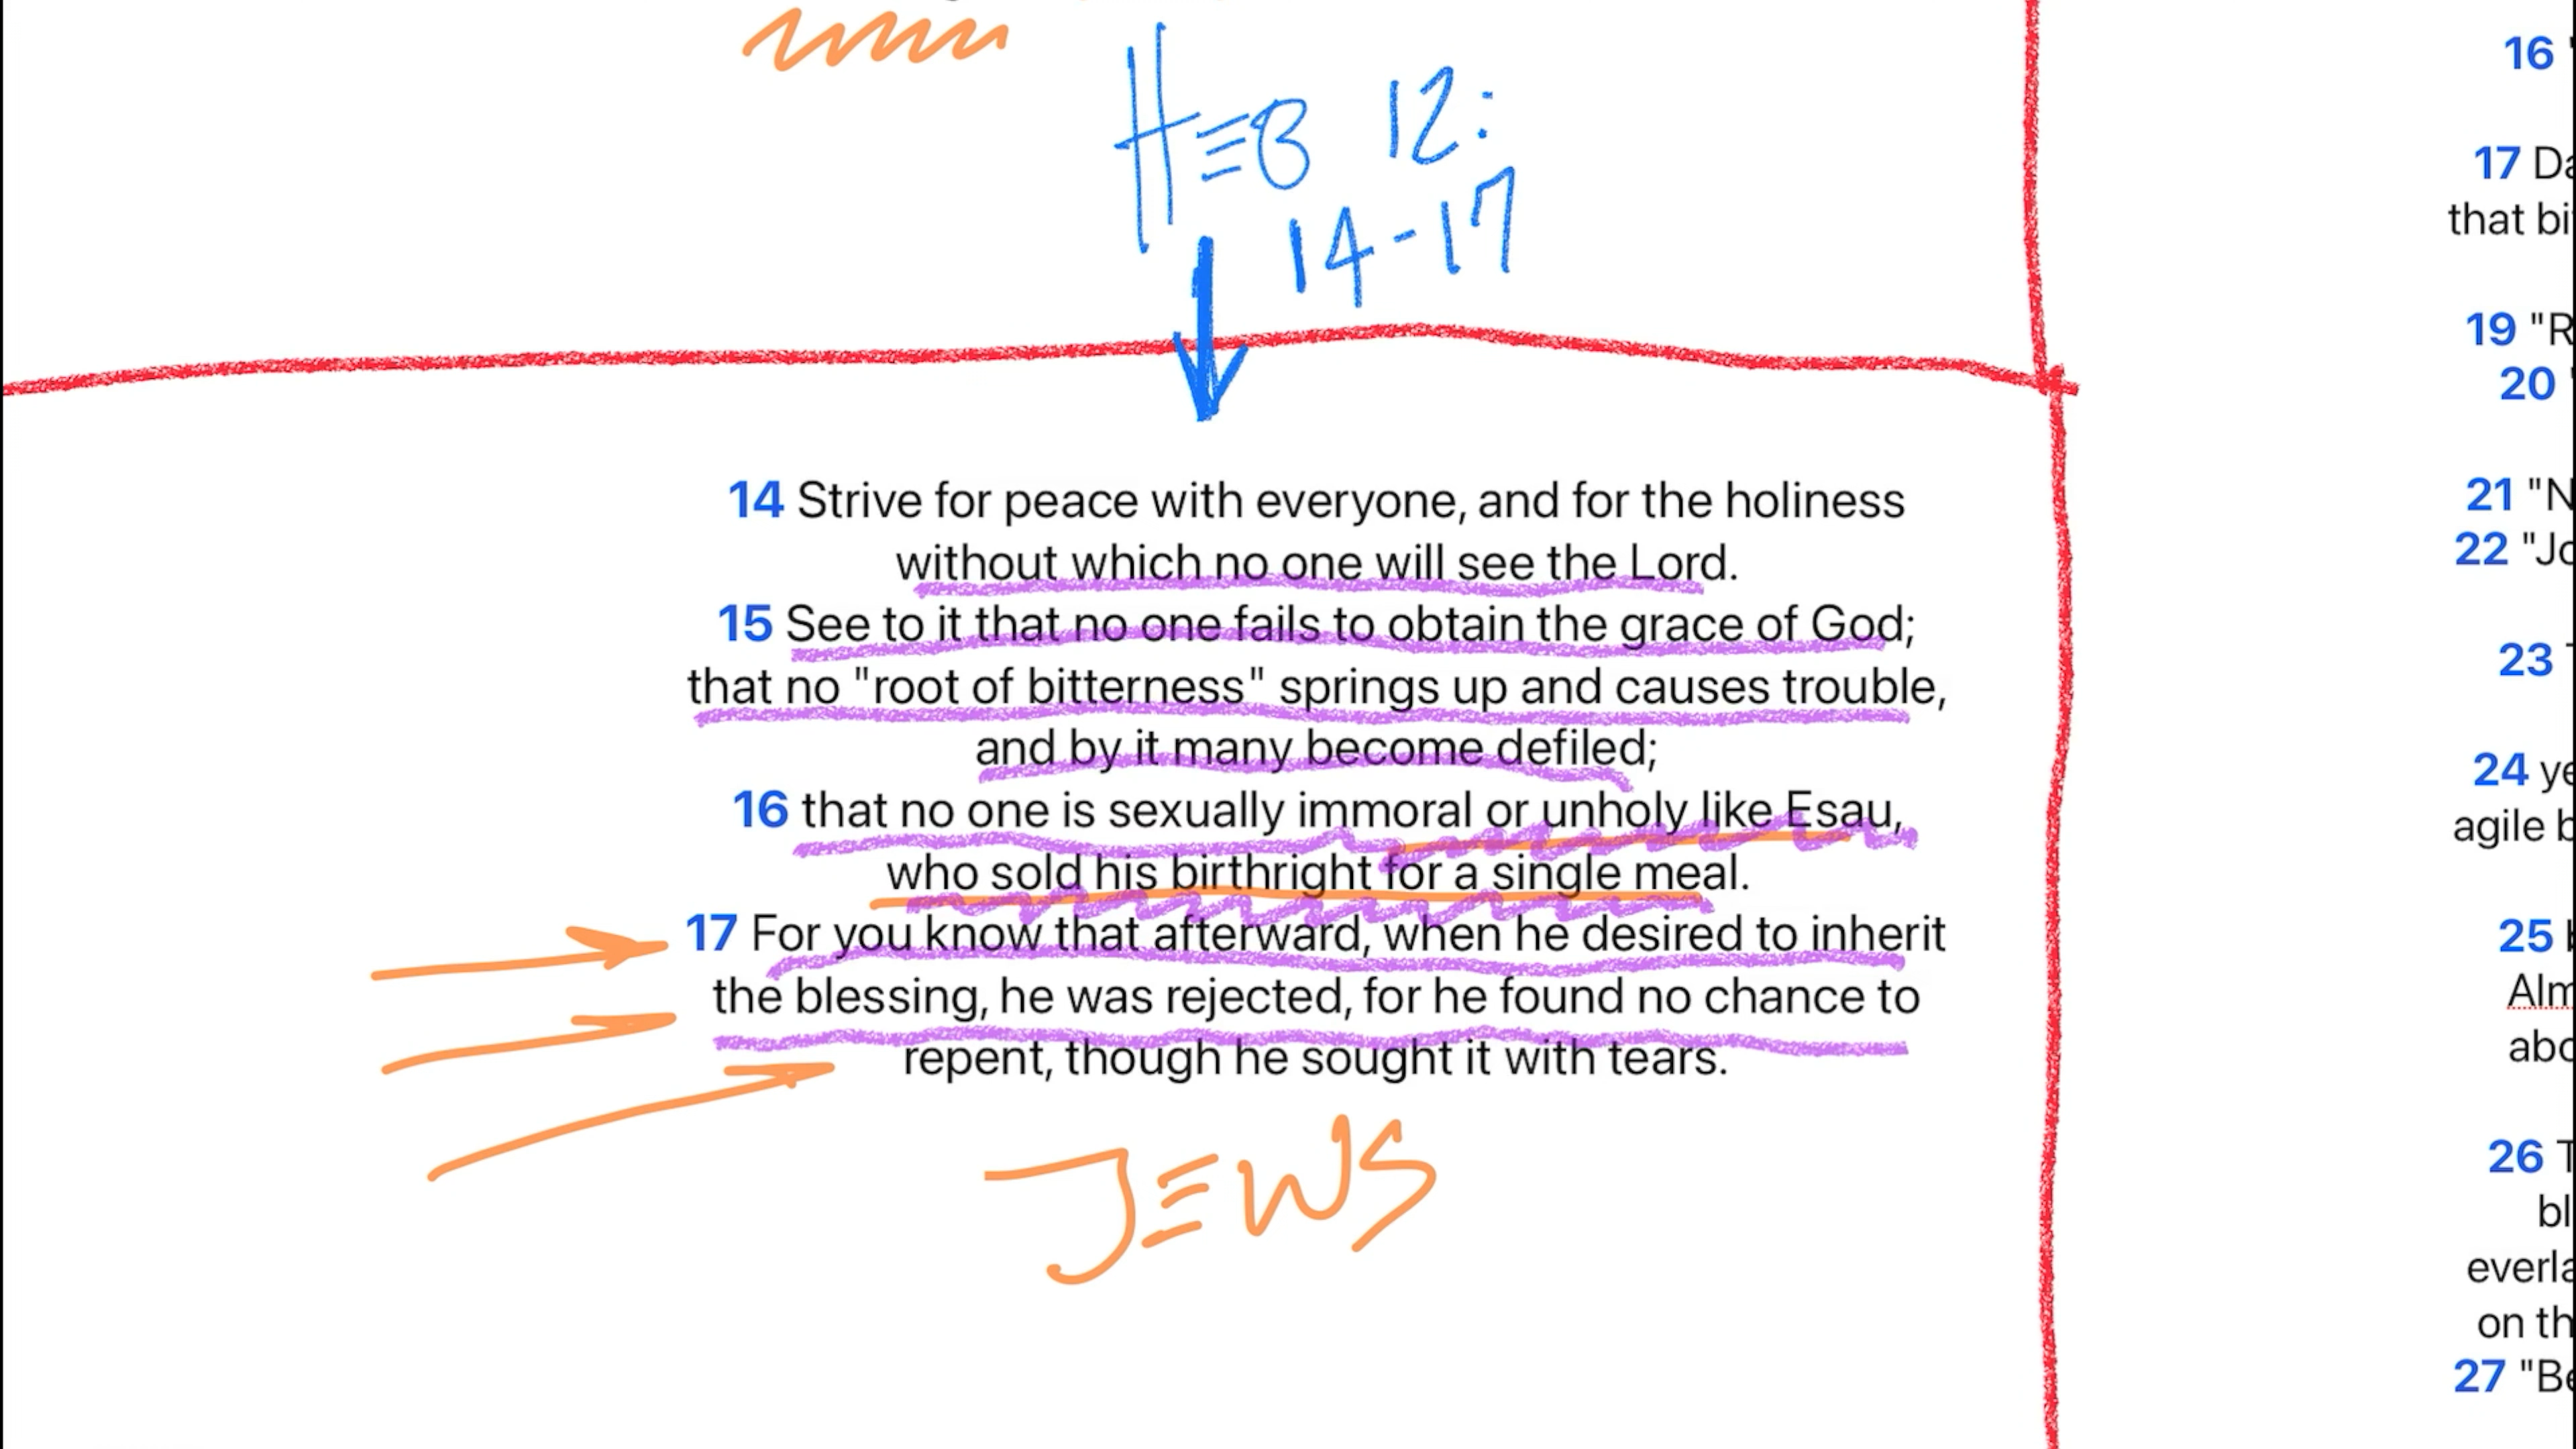 HEB 12:
14-17
14 Strive for peace with everyone, and for the holiness
without which no one will see the Lord.
15 See to it that no one fails to obtain the grace of God;
that no "root of bitterness" springs up and causes trouble,
and by it many become defiled;
16 that no one is sexually immoral or unholy like Esau,
who sold his birthright for a single meal.
17 For you know that afterward, when he desired to inherit
the blessing, he was rejected, for he found no chance to
repent, though he sought it with tears.
JEWS
16
17
that
19
20
21
22
23
24
agile
25
26
on
27